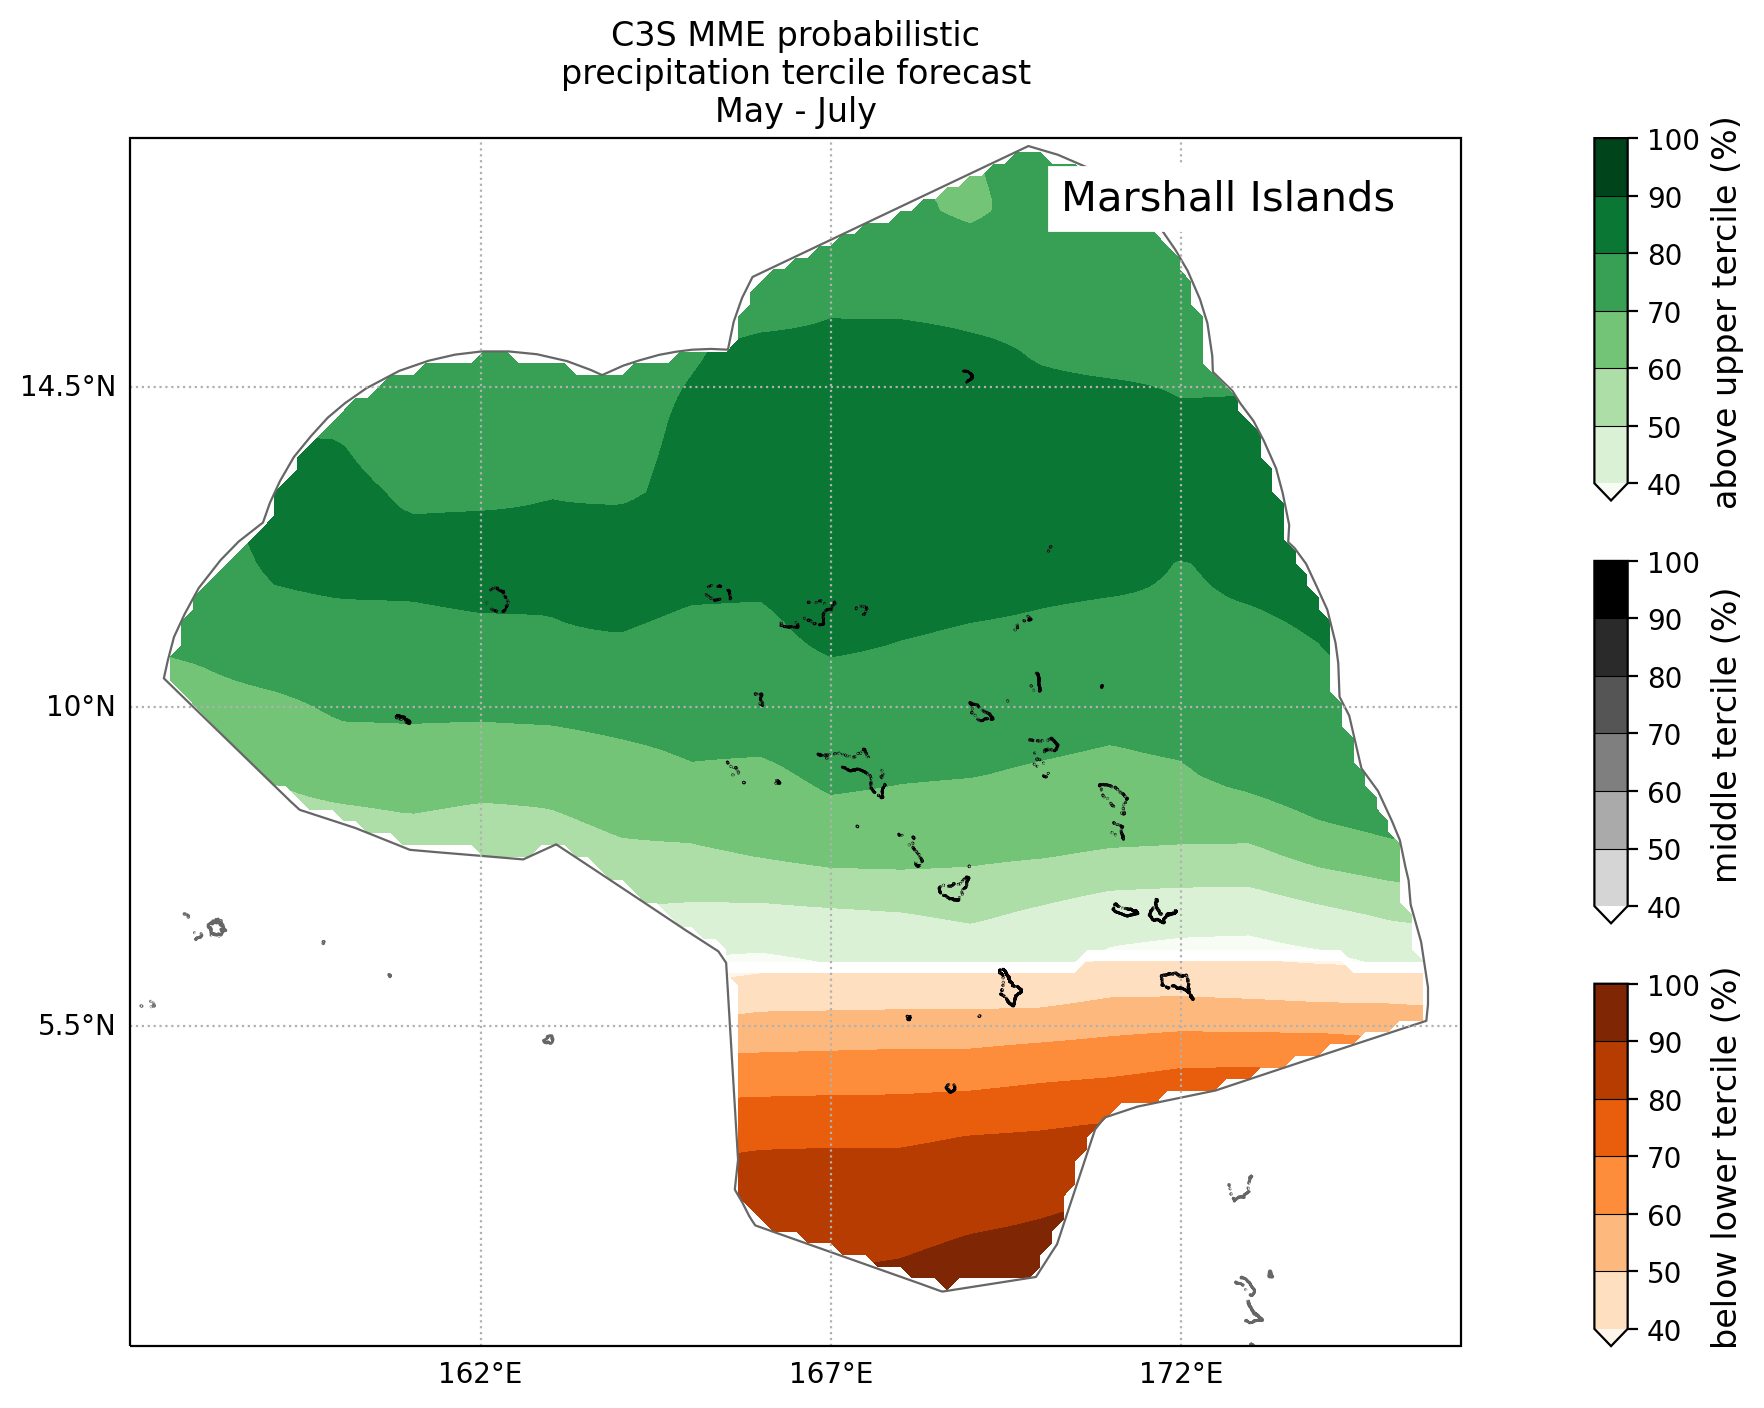 C3S MME probabilistic
precipitation tercile forecast
May - July
Marshall Islands
14.5°N
10°N
5.5°N
162°E
167°E
172°E
100
90
80
70
60
50
40
above upper tercile (%)
100
90
80
70
60
50
40
middle tercile (%)
100
90
80
70
60
50
40
below lower tercile (%)